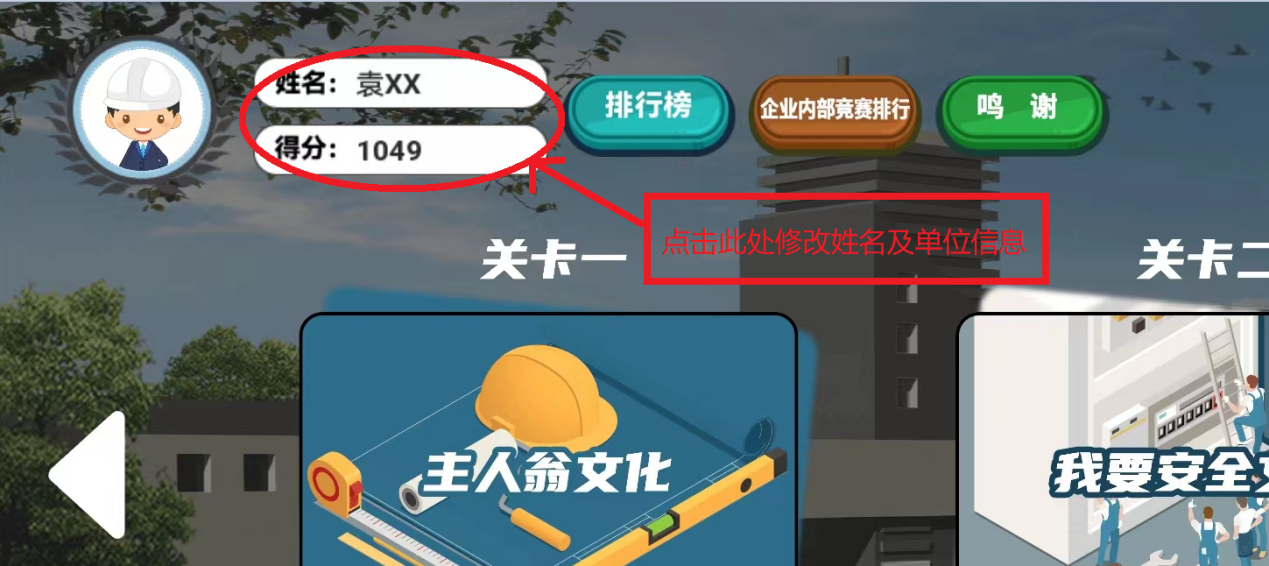 姓名：袁XX
得分：1049
排行榜
企业内部竞赛排行
鸣 谢
点击此处修改姓名及单位信息
关卡一
关卡二
主人翁文化
我要安全文